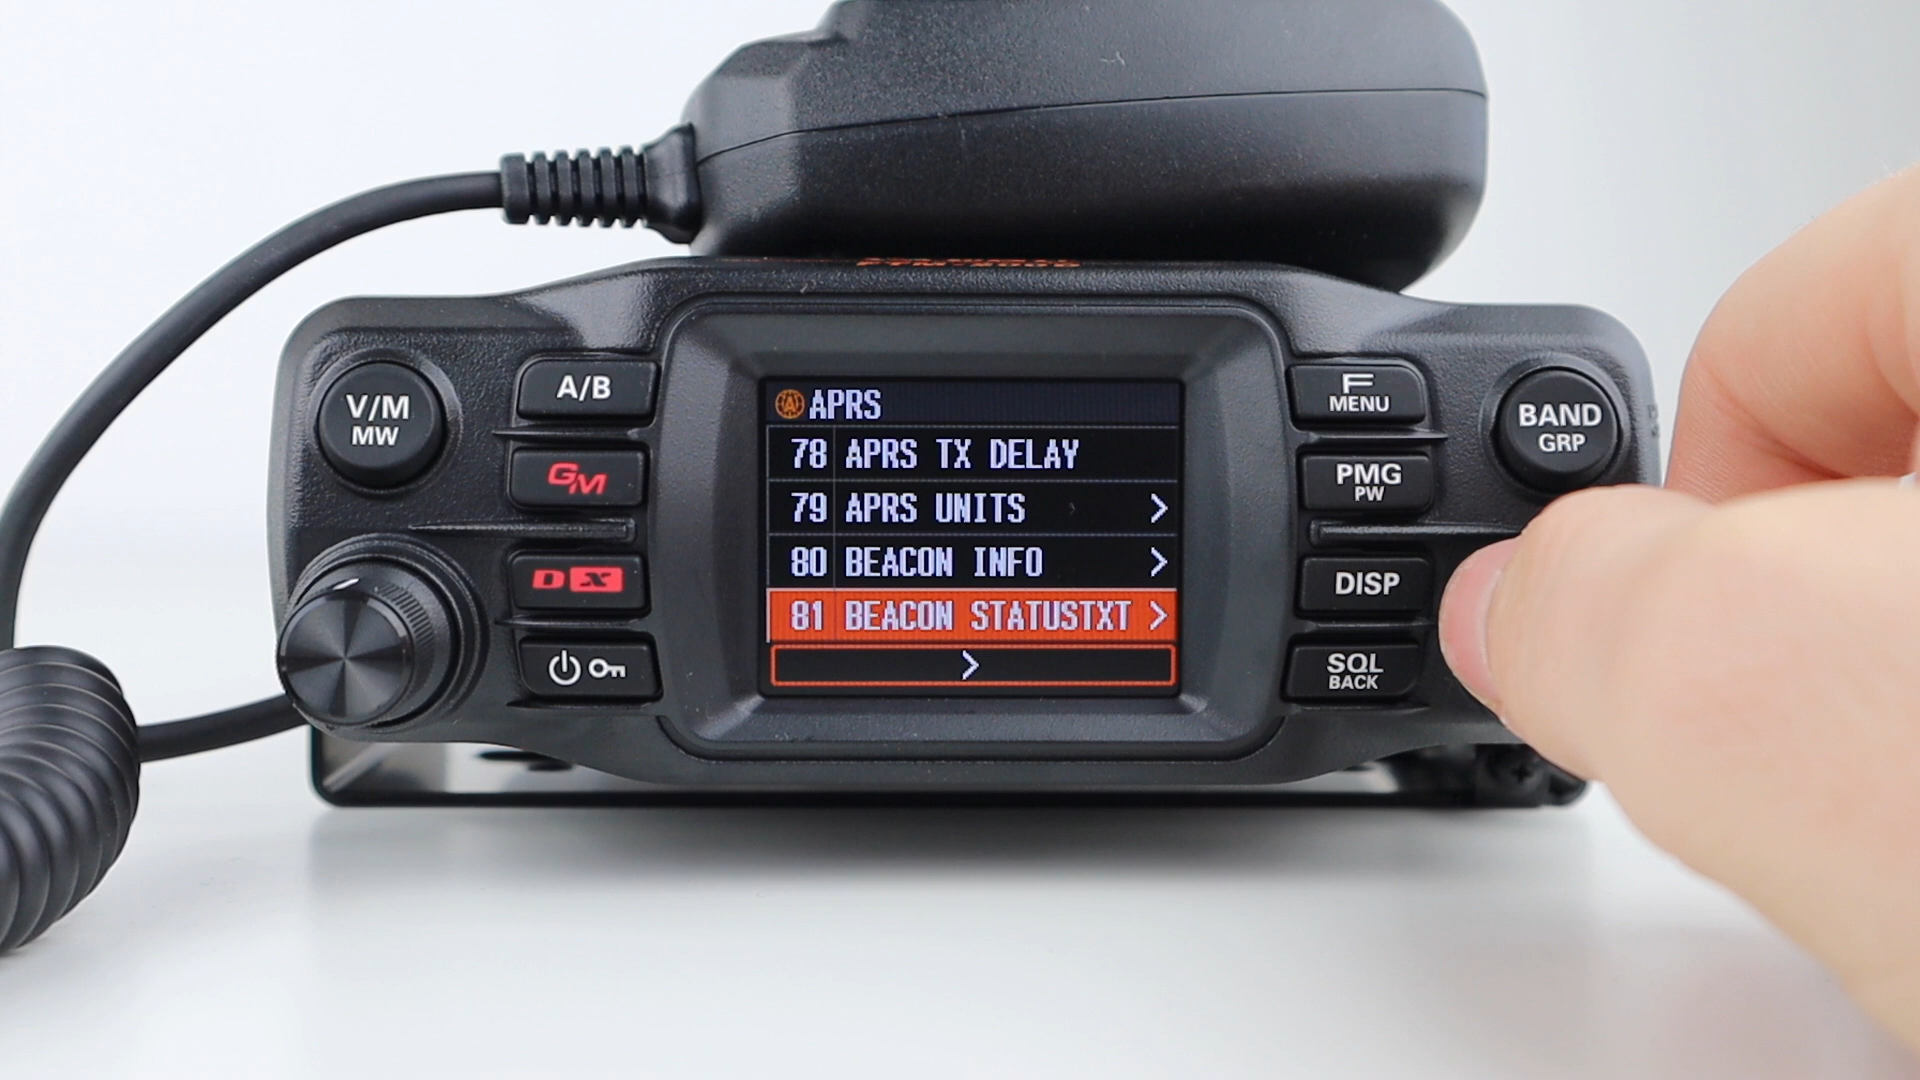 V/M
MW
A/B
GM
D X
APRS
78 APRS TX DELAY
79 APRS UNITS >
80 BEACON INFO >
81 BEACON STATUSTXT >
>
F
MENU
PMG
PW
DISP
SQL
BACK
BAND
GRP